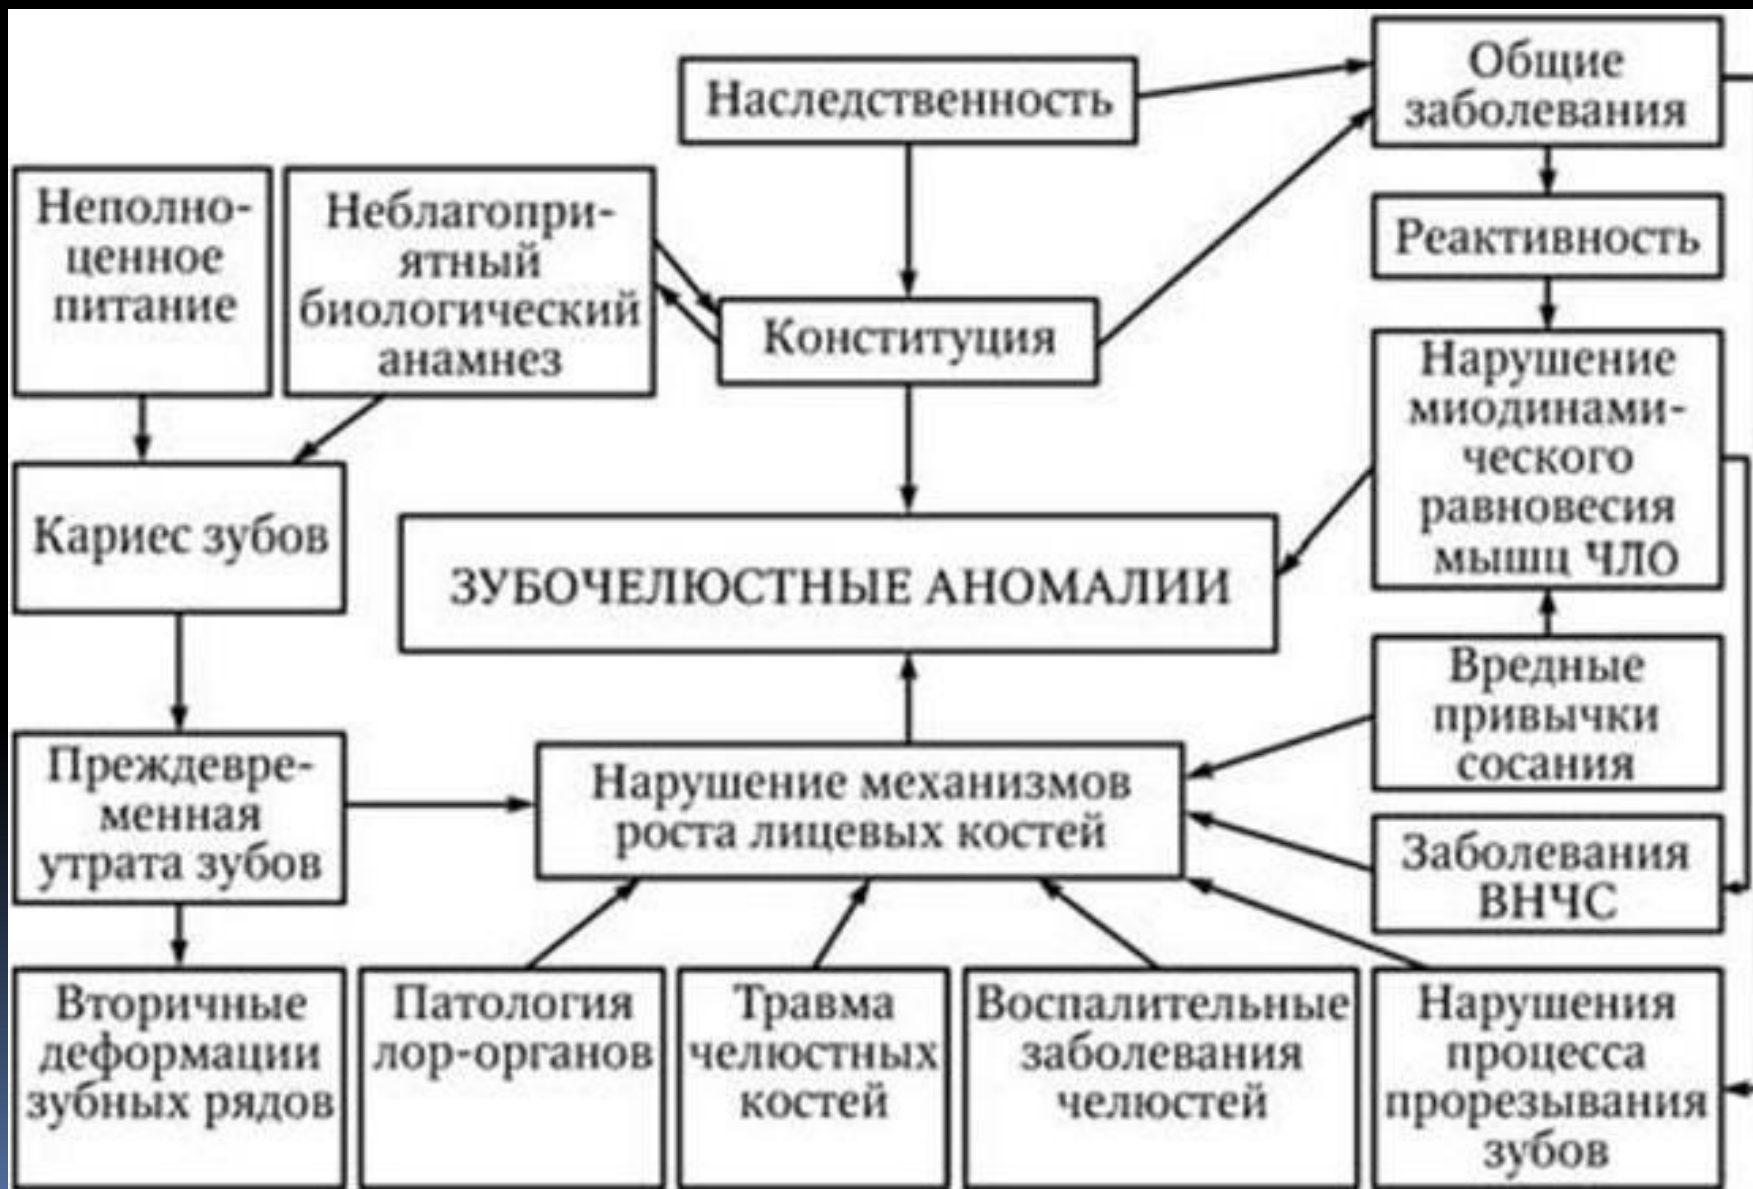 Наследственность
Общие
заболевания
Неполно-
ценное
питание
Неблагопри-
ятный
биологический
анамнез
Реактивность
Конституция
Нарушение
миодинами-
ческого
равновесия
мышц ЧЛО
Кариес зубов
ЗУБОЧЕЛЮСТНЫЕ АНОМАЛИИ
Вредные
привычки
сосания
Преждевре-
менная
утрата зубов
Нарушение механизмов
роста лицевых костей
Заболевания
ВНЧС
Вторичные
деформации
зубных рядов
Патология
лор-органов
Травма
челюстных
костей
Воспалительные
заболевания
челюстей
Нарушения
процесса
прорезывания
зубов